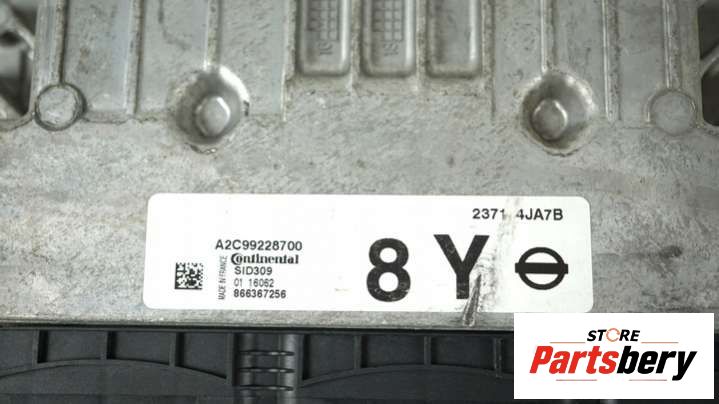 2371 4JA7B
A2C99228700
Continental
SID309
01 16062
866367256
MADE IN FRANCE
8 Y
STORE
Partsbery